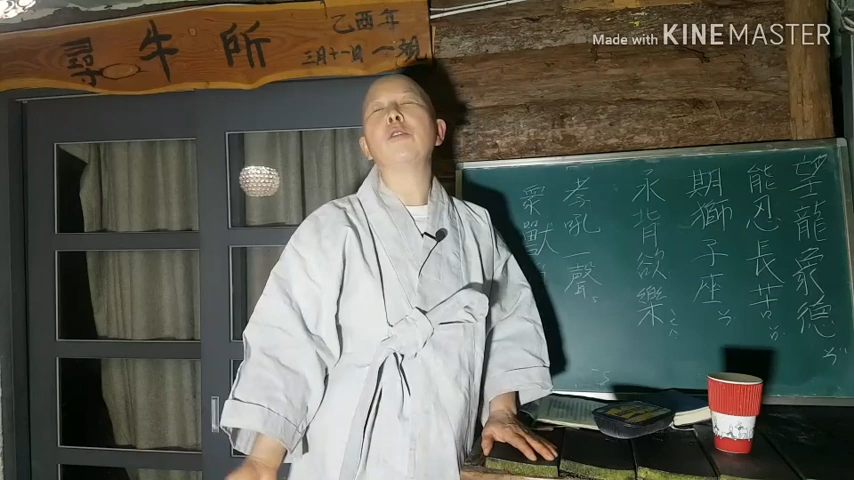 牛所
乙酉年
三月十一日
Made with KINEMASTER
望龍象德
能忍長苦
期獅子座
永背欲樂
孝吼一聲
衆獸